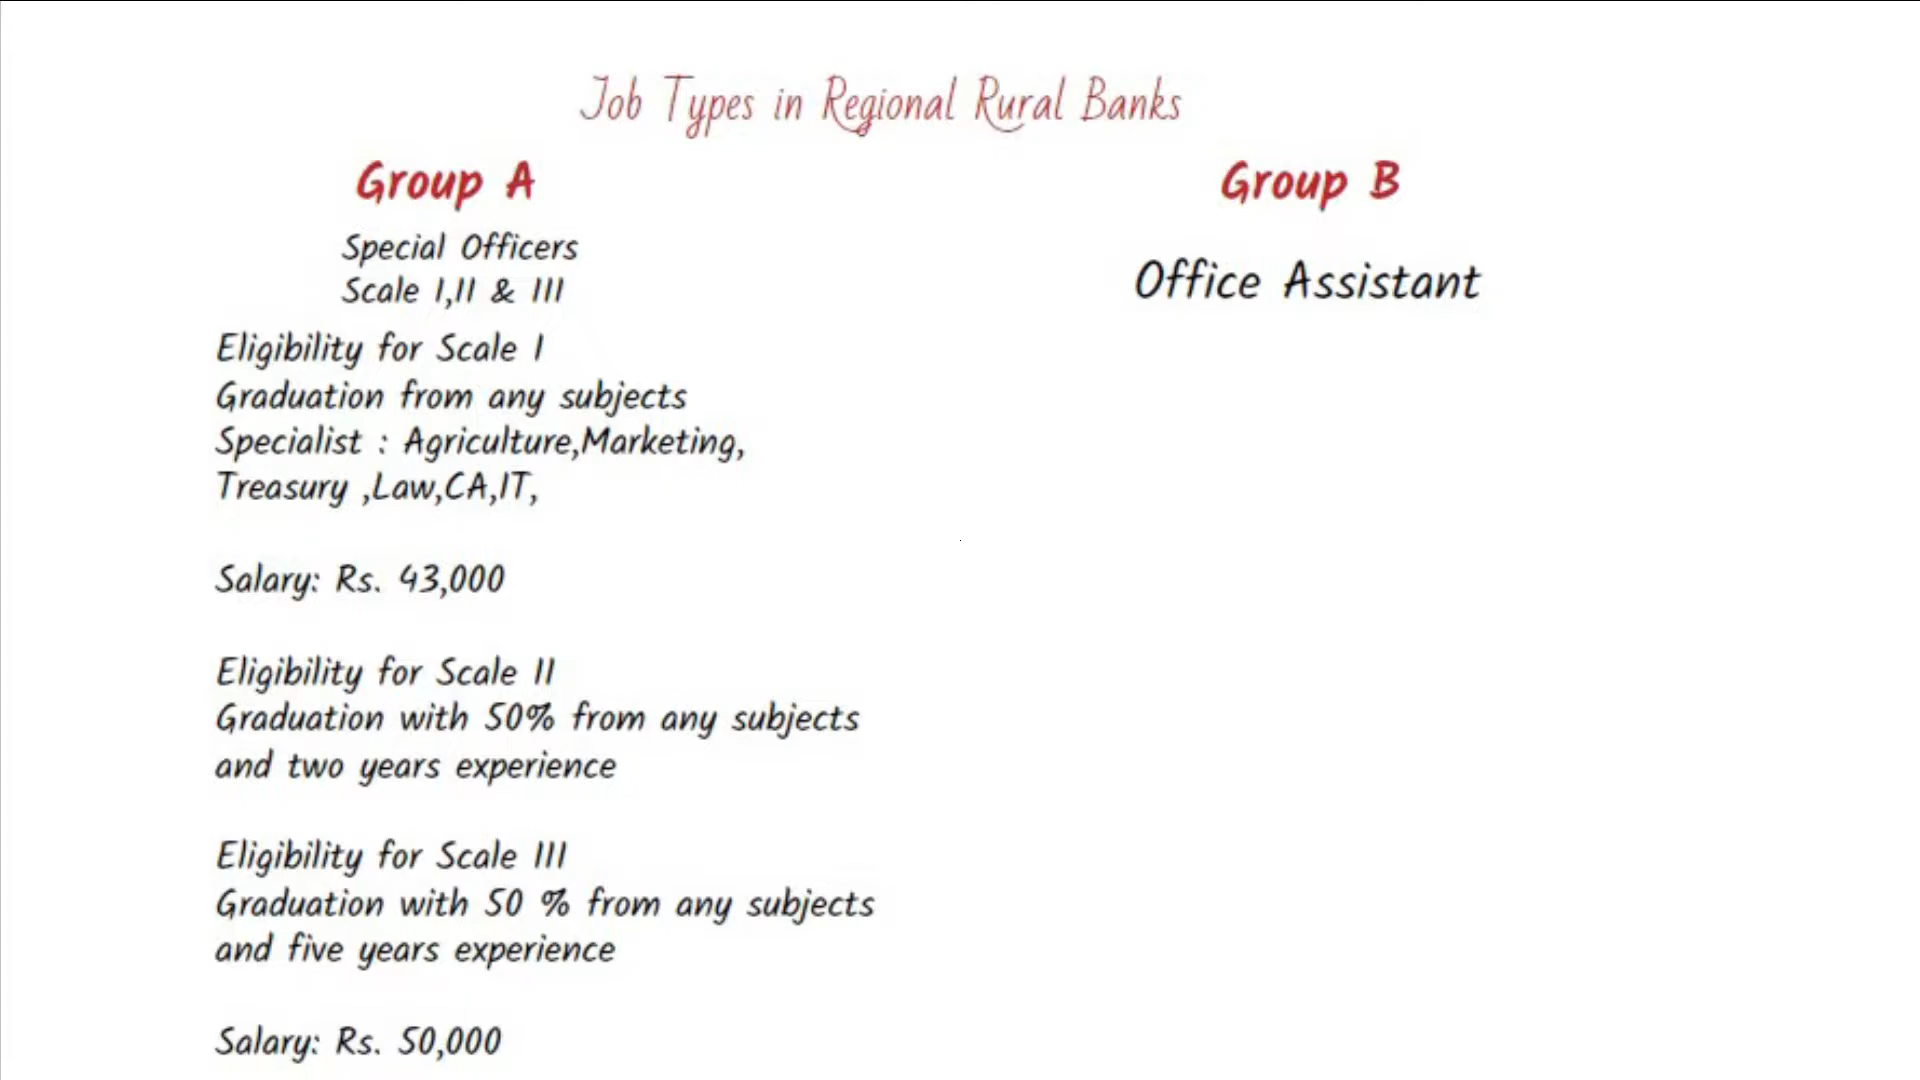 Job Types in Regional Rural Banks
Group A
Special Officers
Scale I,II & III
Eligibility for Scale I
Graduation from any subjects
Specialist : Agriculture,Marketing,
Treasury ,Law,CA,IT,
Salary: Rs. 43,000
Eligibility for Scale II
Graduation with 50% from any subjects
and two years experience
Eligibility for Scale III
Graduation with 50 % from any subjects
and five years experience
Salary: Rs. 50,000
Group B
Office Assistant